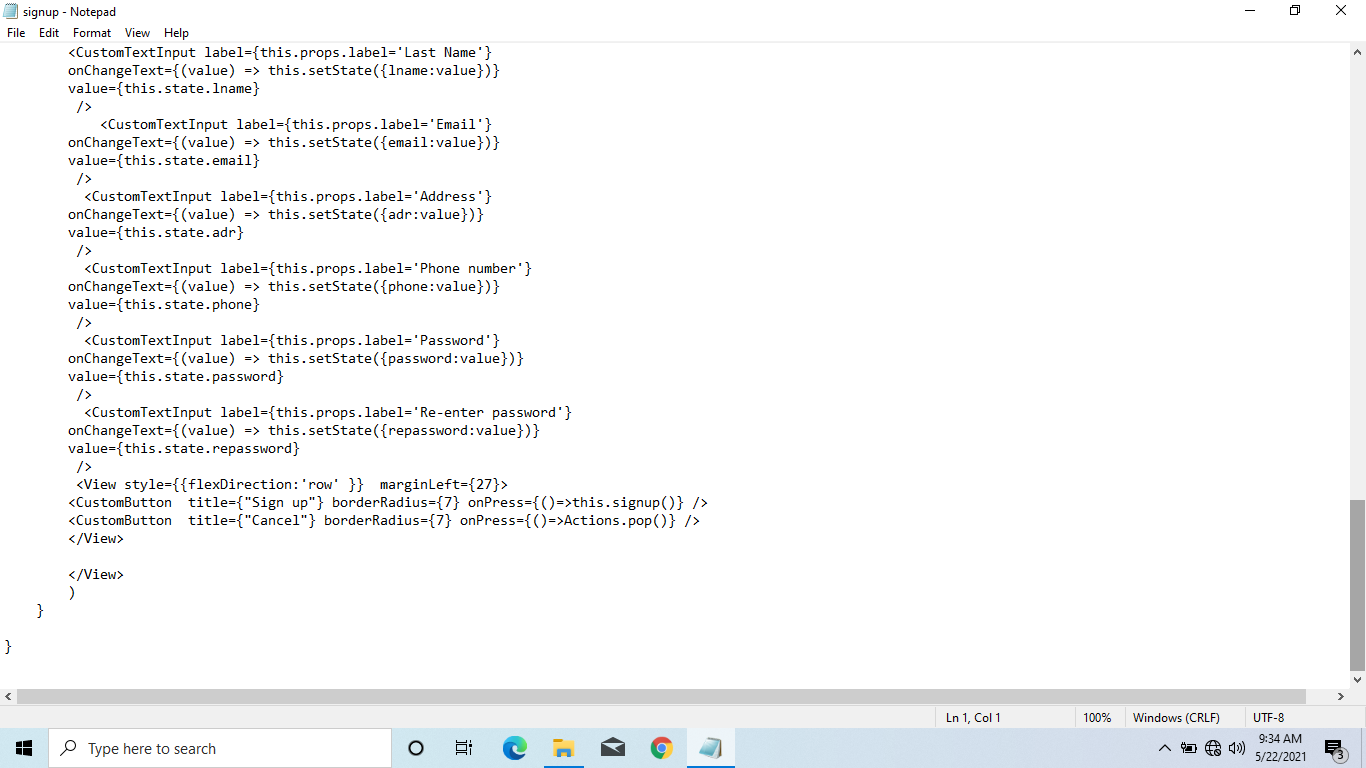 signup - Notepad
File Edit Format View Help
<CustomTextInput label={this.props.label='Last Name'}
onChangeText={(value) => this.setState({lname:value})}
value={this.state.lname}
/>
<CustomTextInput label={this.props.label='Email'}
onChangeText={(value) => this.setState({email:value})}
value={this.state.email}
/>
<CustomTextInput label={this.props.label='Address'}
onChangeText={(value) => this.setState({adr:value})}
value={this.state.adr}
/>
<CustomTextInput label={this.props.label='Phone number'}
onChangeText={(value) => this.setState({phone:value})}
value={this.state.phone}
/>
<CustomTextInput label={this.props.label='Password'}
onChangeText={(value) => this.setState({password:value})}
value={this.state.password}
/>
<CustomTextInput label={this.props.label='Re-enter password'}
onChangeText={(value) => this.setState({repassword:value})}
value={this.state.repassword}
/>
<View style={{flexDirection:'row' }}  marginLeft={27}>
<CustomButton  title={"Sign up"} borderRadius={7} onPress={()=>this.signup()} />
<CustomButton  title={"Cancel"} borderRadius={7} onPress={()=>Actions.pop()} />
</View>
</View>
)
}
}
Ln 1, Col 1 100% Windows (CRLF) UTF-8
Type here to search
9:34 AM
5/22/2021
3